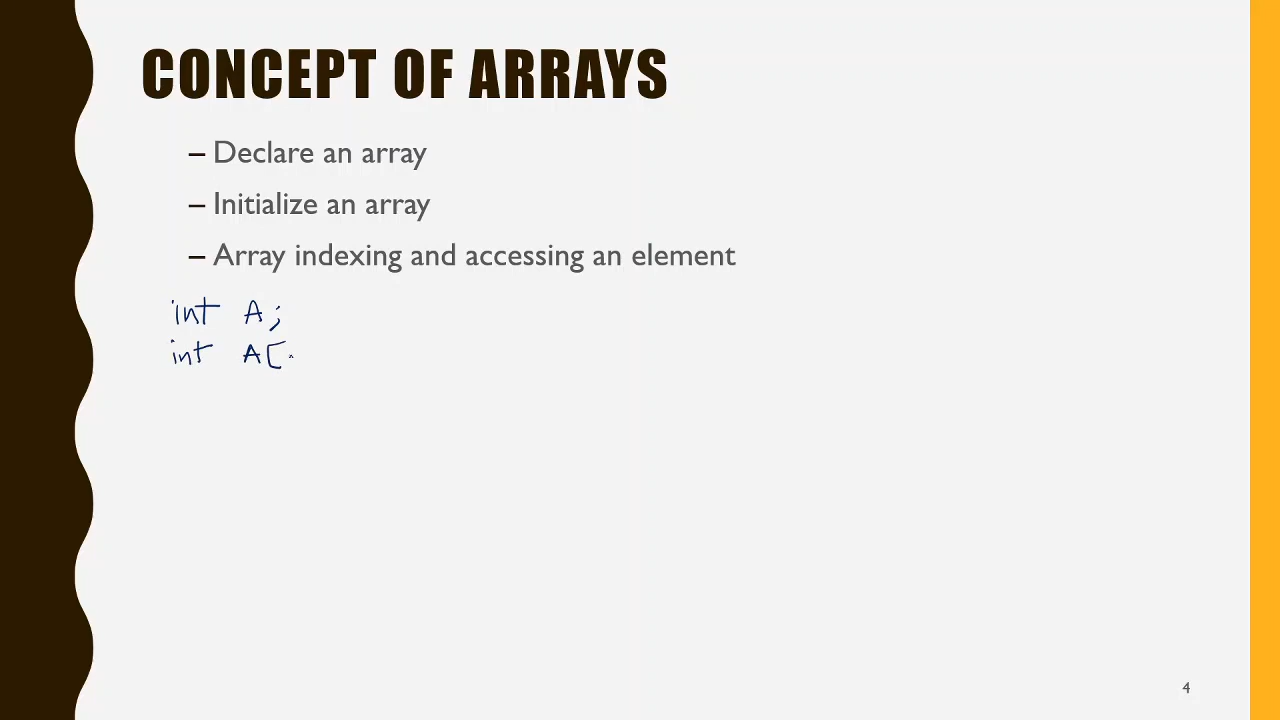 CONCEPT OF ARRAYS
– Declare an array
– Initialize an array
– Array indexing and accessing an element
int A;
int A[
4